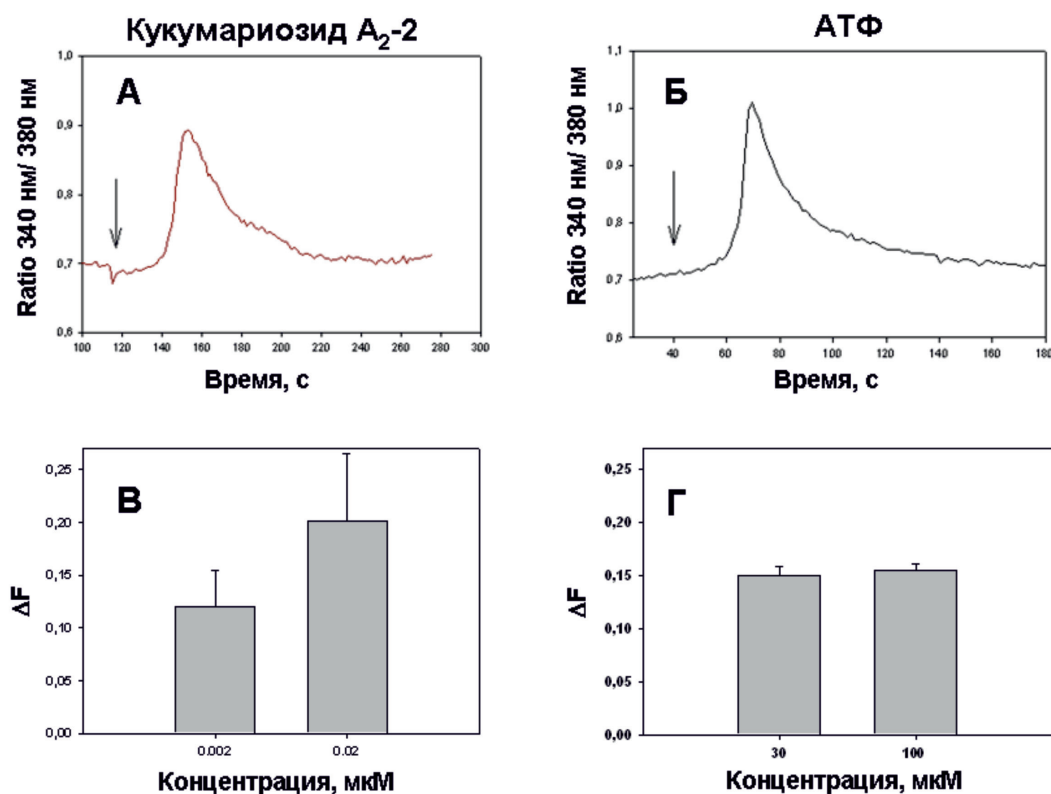 Кукумариозид А₂-2
АТФ
А
Ratio 340 нм/ 380 нм
1,0
0,9
0,8
0,7
0,6
100 120 140 160 180 200 220 240 260 280 300
Время, с
Б
Ratio 340 нм/ 380 нм
1,1
1,0
0,9
0,8
0,7
0,6
40 60 80 100 120 140 160 180
Время, с
В
ΔF
0,25
0,20
0,15
0,10
0,05
0,00
0.002 0.02
Концентрация, мкМ
Г
ΔF
0,25
0,20
0,15
0,10
0,05
0,00
30 100
Концентрация, мкМ